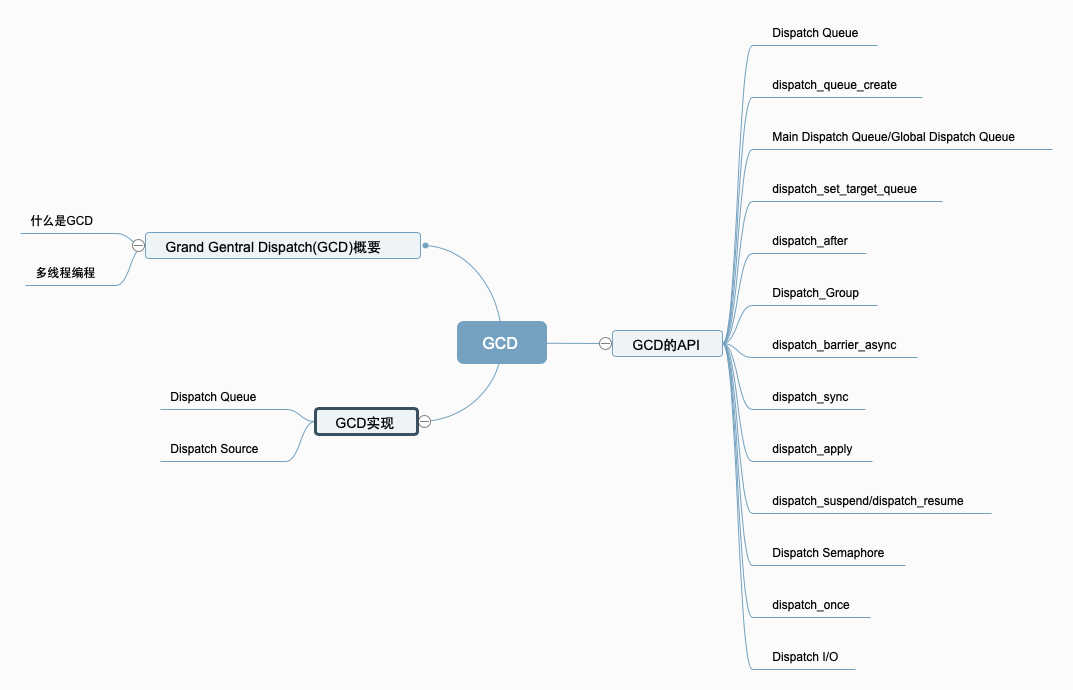 GCD
Grand Gentral Dispatch(GCD)概要
什么是GCD
多线程编程
GCD实现
Dispatch Queue
Dispatch Source
GCD的API
Dispatch Queue
dispatch_queue_create
Main Dispatch Queue/Global Dispatch Queue
dispatch_set_target_queue
dispatch_after
Dispatch_Group
dispatch_barrier_async
dispatch_sync
dispatch_apply
dispatch_suspend/dispatch_resume
Dispatch Semaphore
dispatch_once
Dispatch I/O